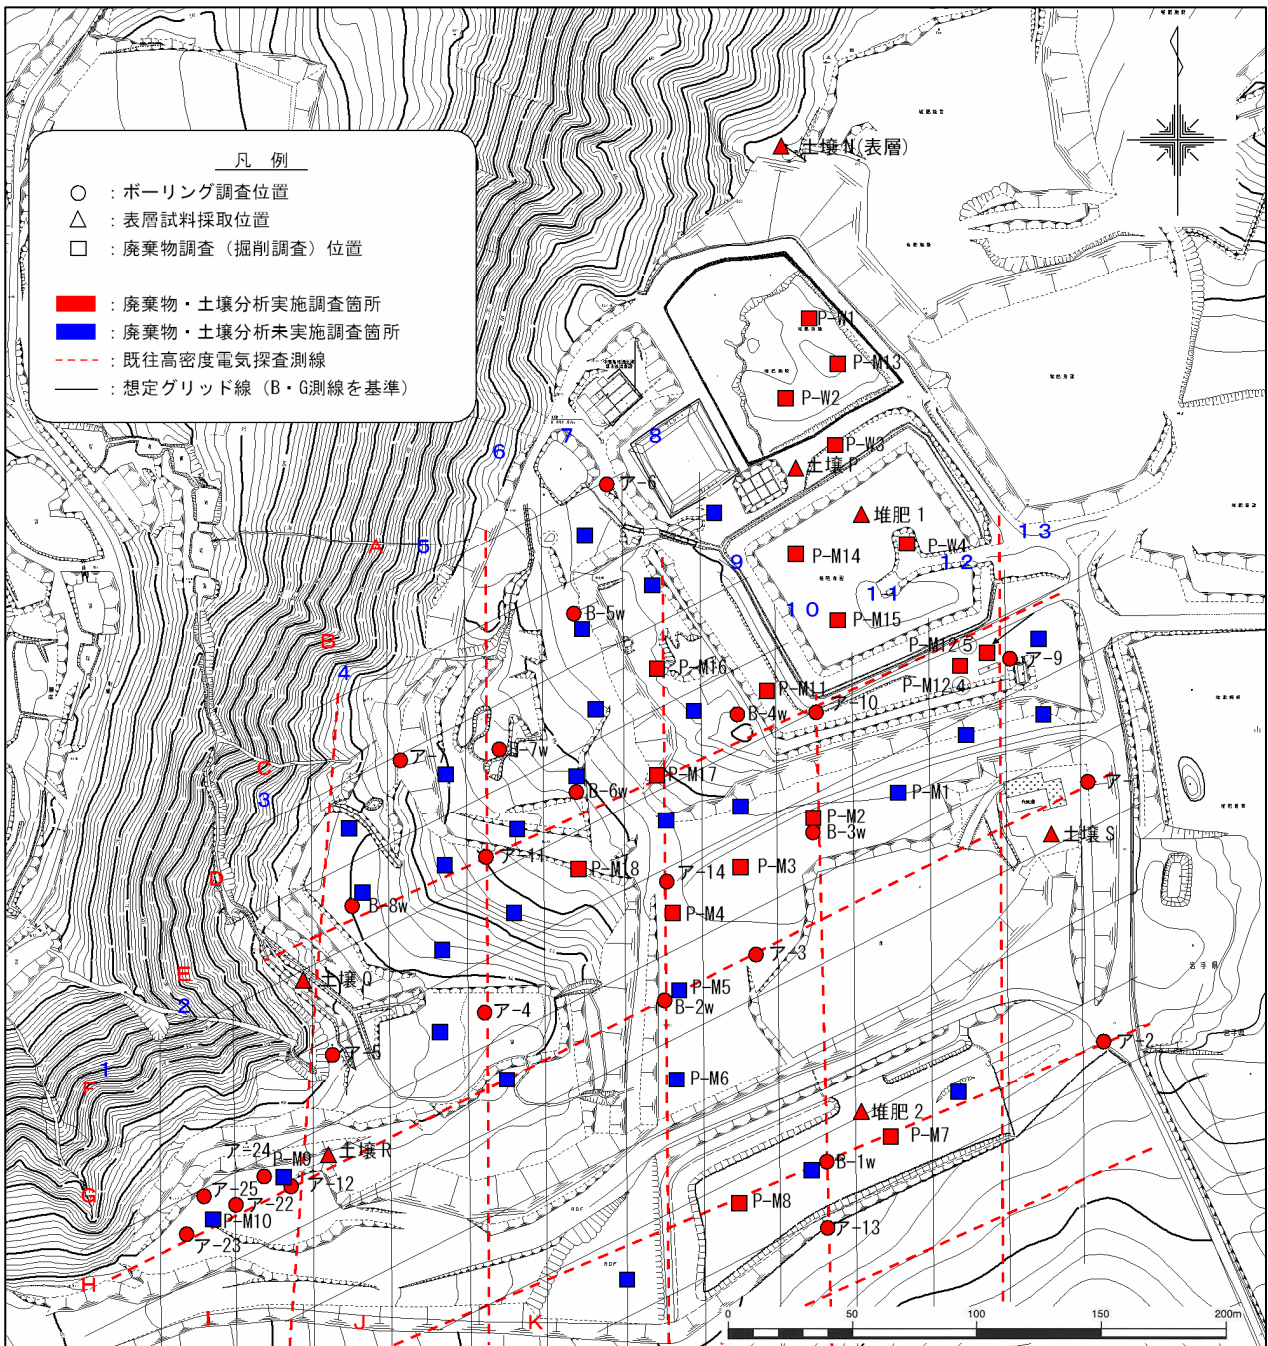 凡 例
○ : ボーリング調査位置
△ : 表層試料採取位置
□ : 廃棄物調査（掘削調査）位置
: 廃棄物・土壌分析実施調査箇所
: 廃棄物・土壌分析未実施調査箇所
: 既往高密度電気探査測線
: 想定グリッド線（B・G測線を基準）
土壌N(表層)
P-W1
P-M13
P-W2
P-W3
土壌P
6
7
8
ア-6
堆肥1
P-W4
13
A
5
P-M14
9
12
11
10
P-M15
B-5w
B
4
P-M12.5
ア-9
P-M16
P-M12.4
P-M11
B-4w
ア-10
B-7w
C
P-M17
3
B-6w
P-M1
P-M2
B-3w
土壌S
ア-11
P-M18
P-M3
D
ア-14
B-8w
P-M4
ア-3
岩手県
E
土壌Q
P-M5
2
B-2w
ア-4
ア-2
ア-5
1
F
P-M6
堆肥2
P-M7
土壌R
ア-24
P-M9
B-1w
ア-12
G
ア-25
ア-22
P-M8
P-M10
ア-13
ア-23
RDF
RDF
H
I
J
K
0
50
100
150
200m